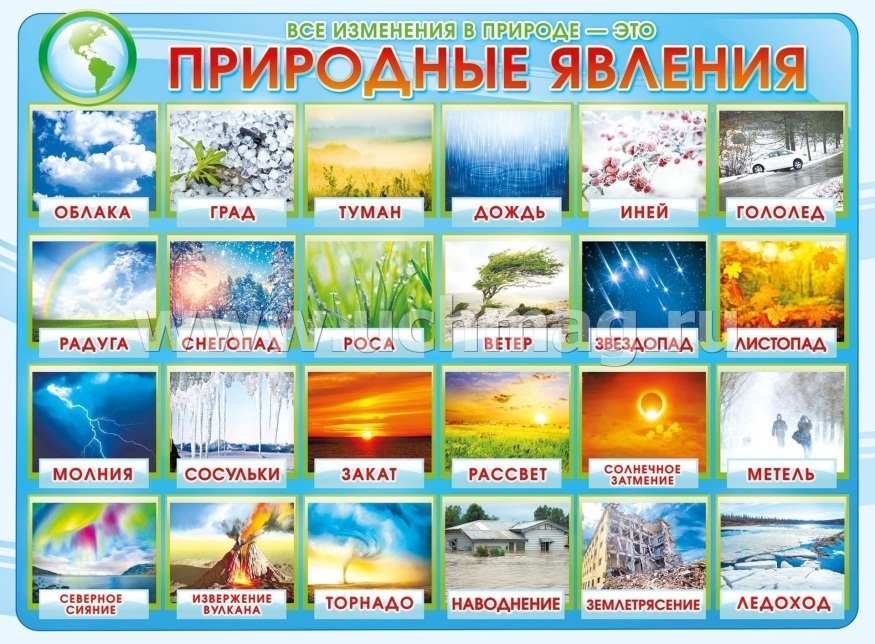 ВСЕ ИЗМЕНЕНИЯ В ПРИРОДЕ — ЭТО
ПРИРОДНЫЕ ЯВЛЕНИЯ
ОБЛАКА
ГРАД
ТУМАН
ДОЖДЬ
ИНЕЙ
ГОЛОЛЕД
РАДУГА
СНЕГОПАД
РОСА
ВЕТЕР
ЗВЕЗДОПАД
ЛИСТОПАД
www.uchmag.ru
МОЛНИЯ
СОСУЛЬКИ
ЗАКАТ
РАССВЕТ
СОЛНЕЧНОЕ
ЗАТМЕНИЕ
МЕТЕЛЬ
СЕВЕРНОЕ
СИЯНИЕ
ИЗВЕРЖЕНИЕ
ВУЛКАНА
ТОРНАДО
НАВОДНЕНИЕ
ЗЕМЛЕТРЯСЕНИЕ
ЛЕДОХОД